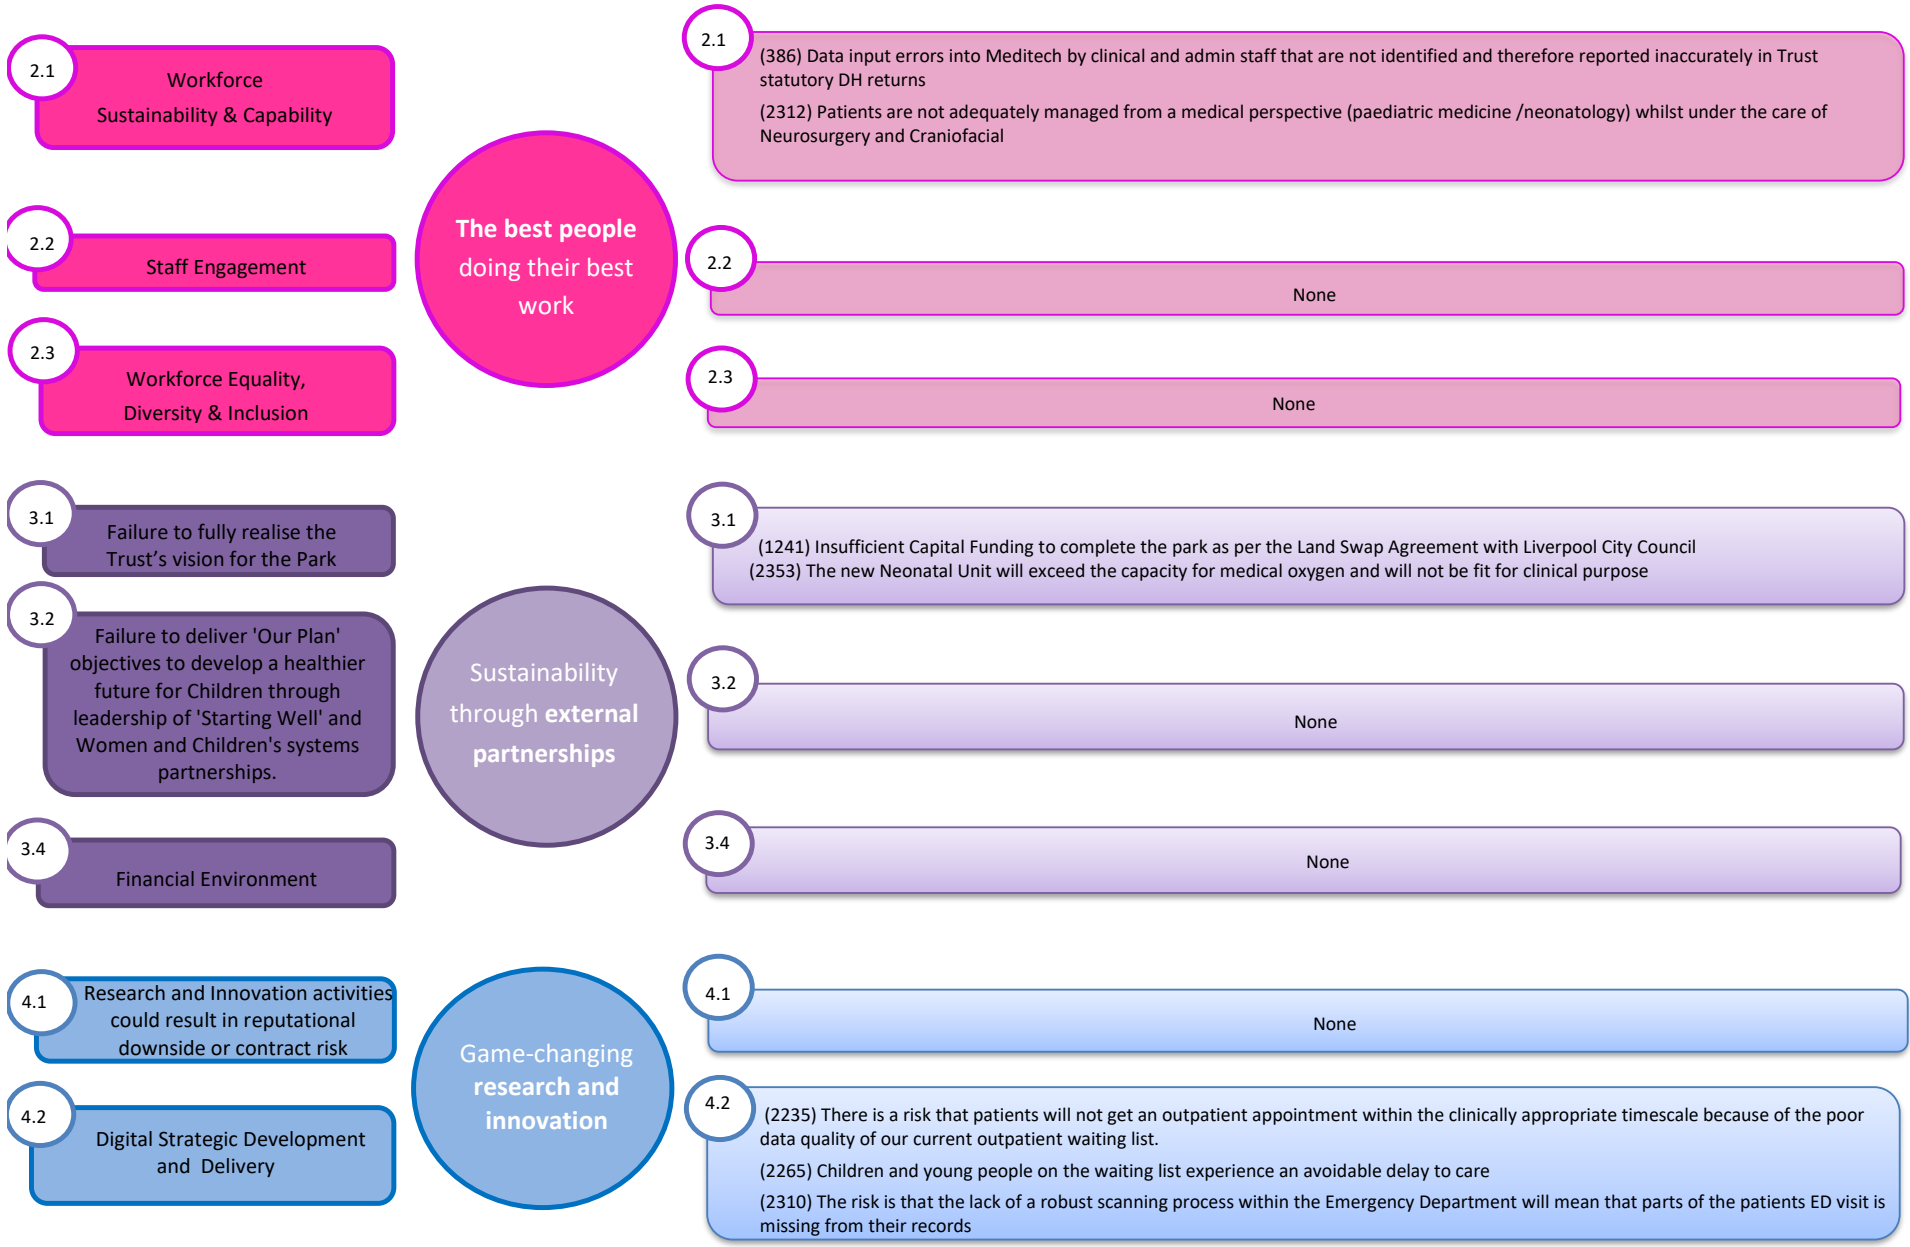 2.1
Workforce
Sustainability & Capability
2.2
Staff Engagement
2.3
Workforce Equality,
Diversity & Inclusion
The best people
doing their best
work
2.1
(386) Data input errors into Meditech by clinical and admin staff that are not identified and therefore reported inaccurately in Trust
statutory DH returns
(2312) Patients are not adequately managed from a medical perspective (paediatric medicine /neonatology) whilst under the care of
Neurosurgery and Craniofacial
2.2
None
2.3
None
3.1
Failure to fully realise the
Trust’s vision for the Park
3.2
Failure to deliver 'Our Plan'
objectives to develop a healthier
future for Children through
leadership of 'Starting Well' and
Women and Children's systems
partnerships.
3.4
Financial Environment
Sustainability
through external
partnerships
3.1
(1241) Insufficient Capital Funding to complete the park as per the Land Swap Agreement with Liverpool City Council
(2353) The new Neonatal Unit will exceed the capacity for medical oxygen and will not be fit for clinical purpose
3.2
None
3.4
None
4.1
Research and Innovation activities
could result in reputational
downside or contract risk
4.2
Digital Strategic Development
and Delivery
Game-changing
research and
innovation
4.1
None
4.2
(2235) There is a risk that patients will not get an outpatient appointment within the clinically appropriate timescale because of the poor
data quality of our current outpatient waiting list.
(2265) Children and young people on the waiting list experience an avoidable delay to care
(2310) The risk is that the lack of a robust scanning process within the Emergency Department will mean that parts of the patients ED visit is
missing from their records